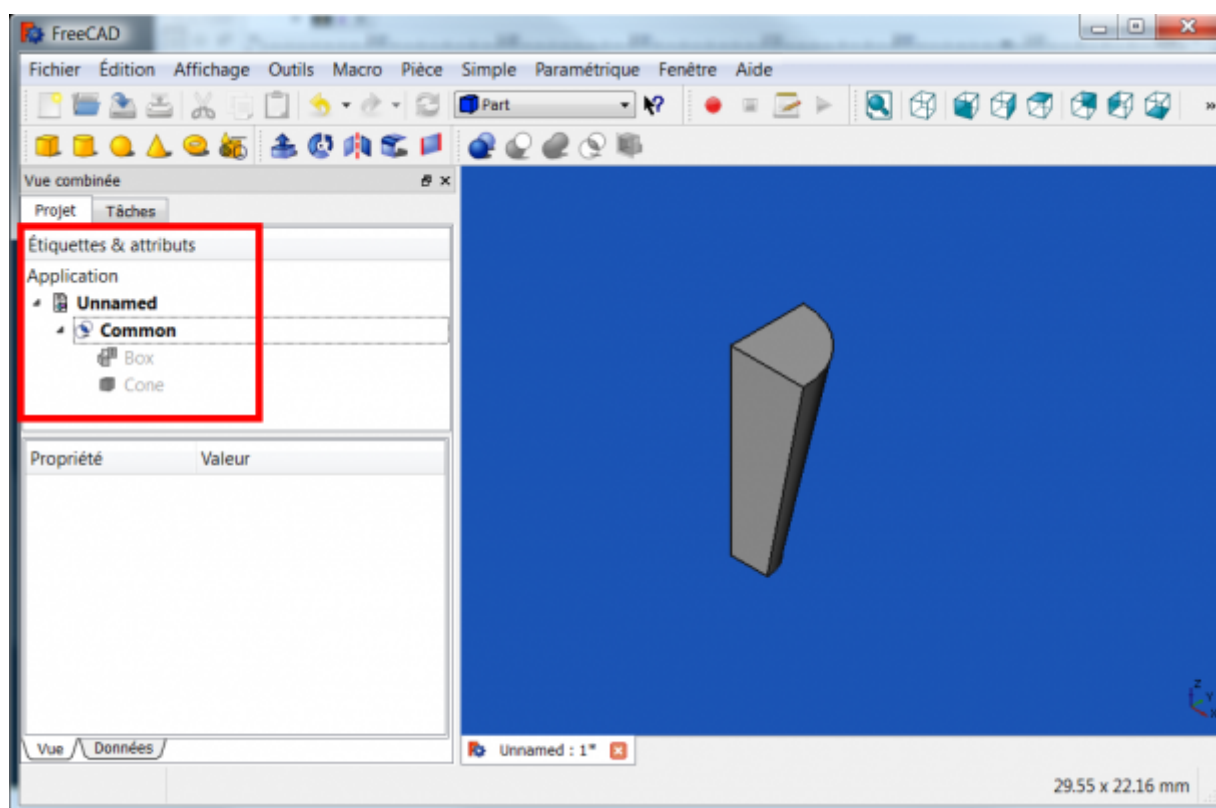 FreeCAD
Fichier Édition Affichage Outils Macro Pièce Simple Paramétrique Fenêtre Aide
Part
»
Vue combinée
Projet Tâches
Étiquettes & attributs
Application
Unnamed
Common
Box
Cone
Propriété Valeur
Vue Données
Unnamed : 1*
Z
Y
X
29.55 x 22.16 mm